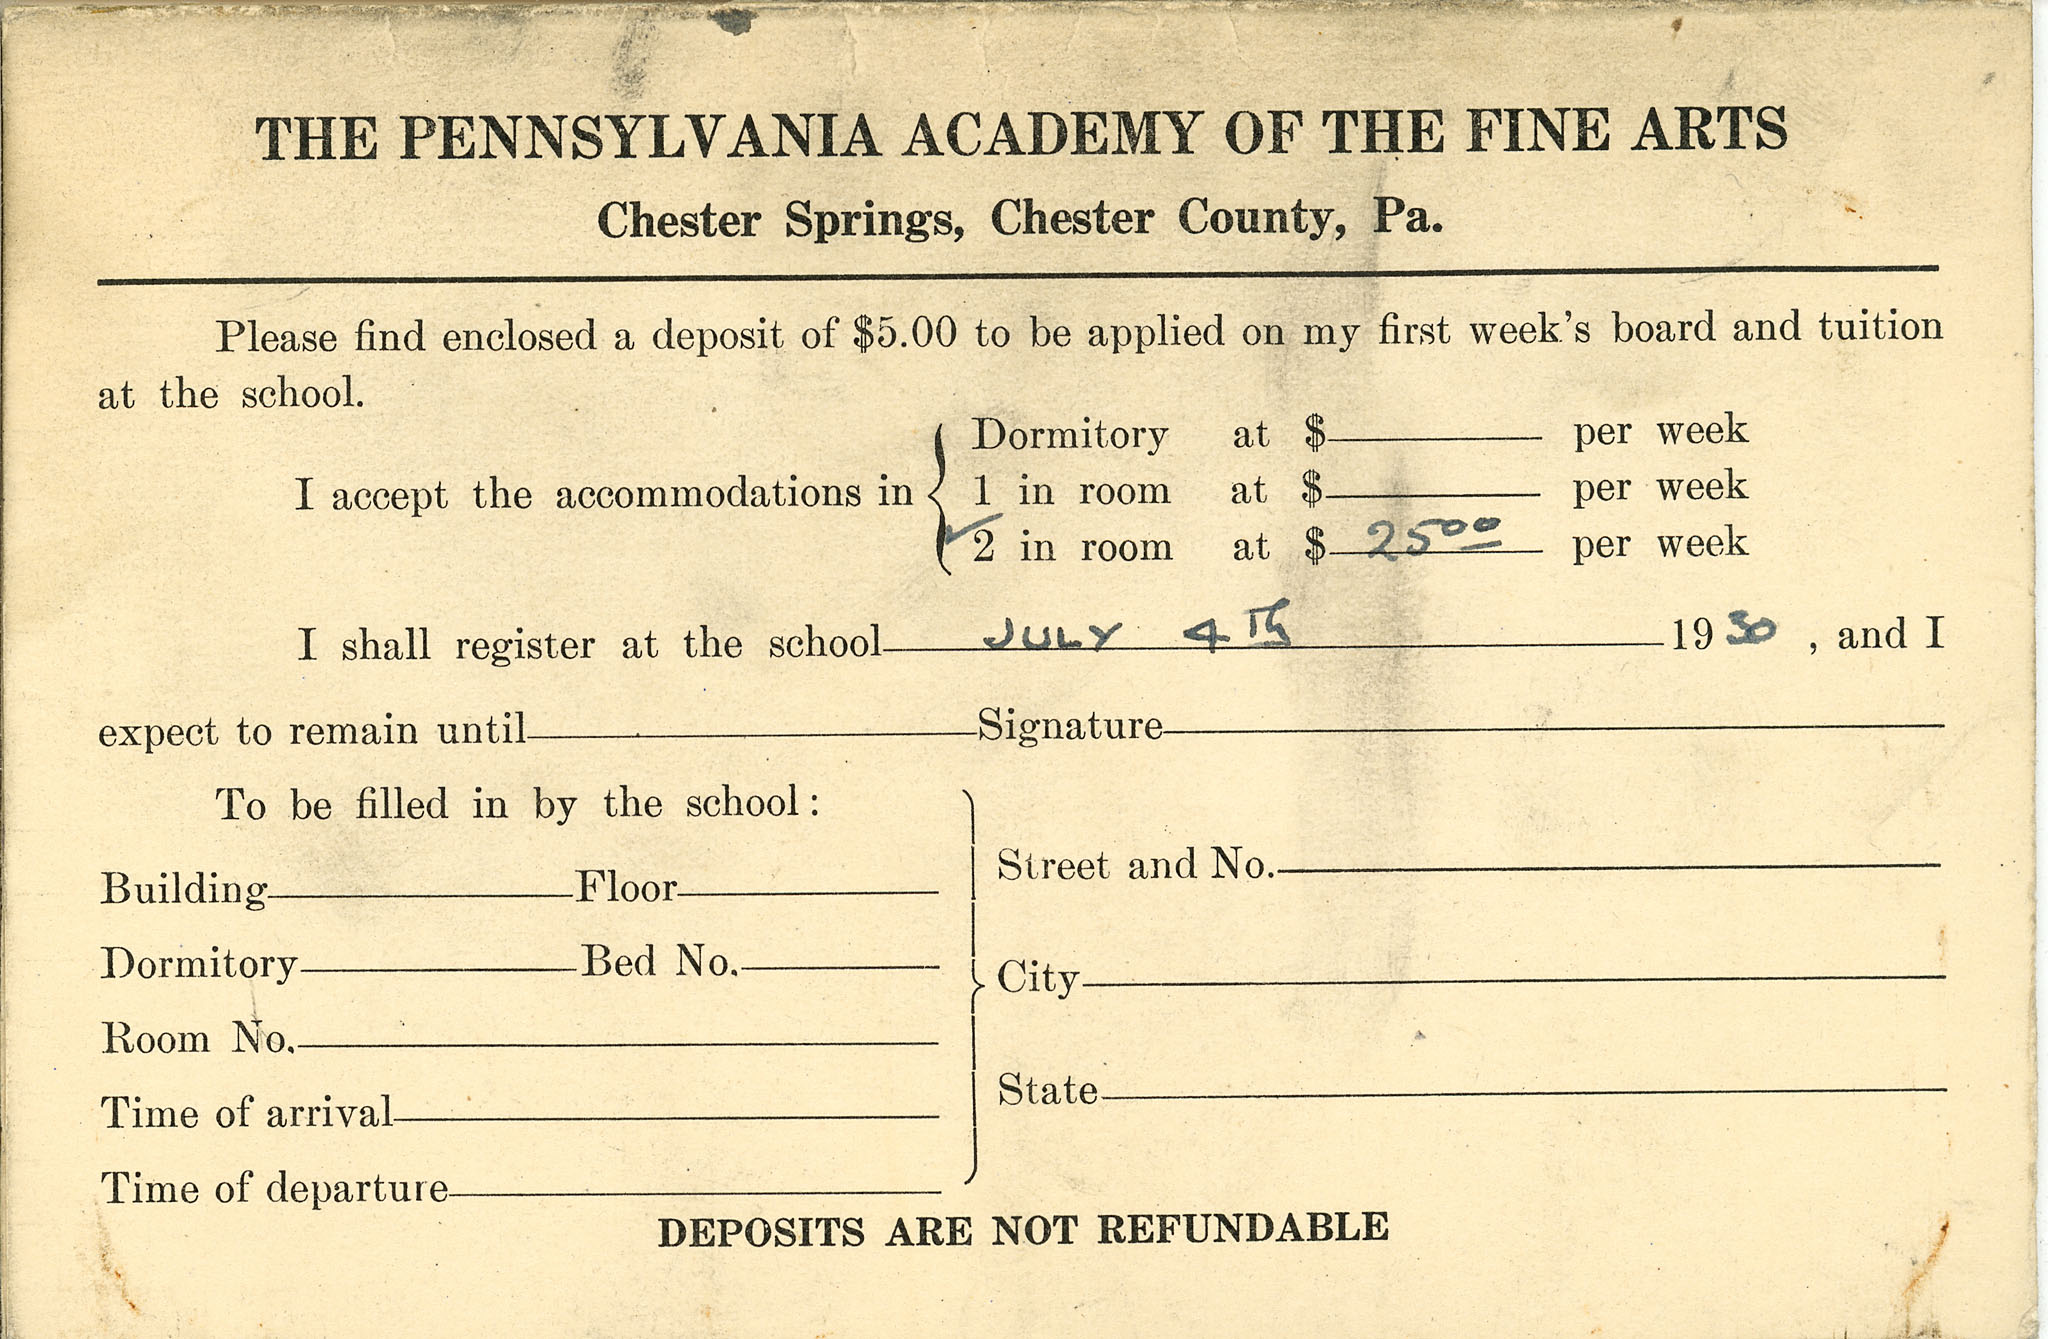 THE PENNSYLVANIA ACADEMY OF THE FINE ARTS
Chester Springs, Chester County, Pa.
Please find enclosed a deposit of $5.00 to be applied on my first week's board and tuition
at the school.
Dormitory at $ per week
I accept the accommodations in 1 in room at $ per week
✓ 2 in room at $ 25 00 per week
I shall register at the school JULY 4TH 1930, and I
expect to remain until Signature
To be filled in by the school:
Building Floor
Dormitory Bed No.
Room No.
Time of arrival
Time of departure
Street and No.
City
State
DEPOSITS ARE NOT REFUNDABLE